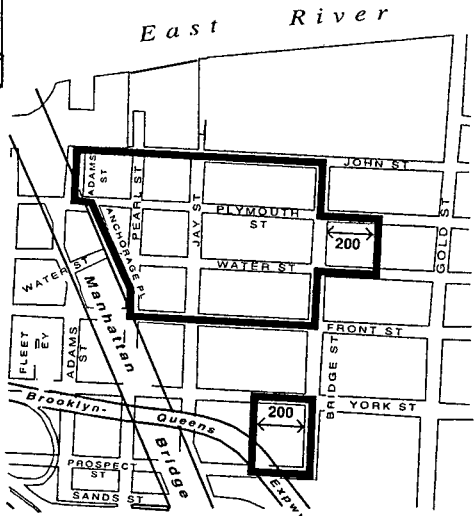 East River
JOHN ST
ADAMS ST
PEARL ST
JAY ST
PLYMOUTH ST
200
GOLD ST
ANCHORAGE PL
WATER ST
WATER ST
Manhattan Bridge
FRONT ST
BRIDGE ST
FLEET
EY
ADAMS ST
YORK ST
200
Brooklyn-Queens Expw
PROSPECT ST
SANDS ST